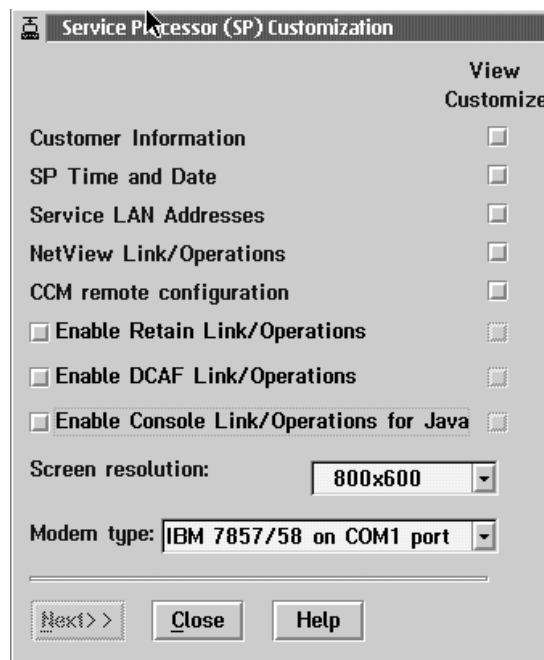 Service Processor (SP) Customization
View
Customize
Customer Information
SP Time and Date
Service LAN Addresses
NetView Link/Operations
CCM remote configuration
Enable Retain Link/Operations
Enable DCAF Link/Operations
Enable Console Link/Operations for Java
Screen resolution: 800x600
Modem type: IBM 7857/58 on COM1 port
Next>> Close Help